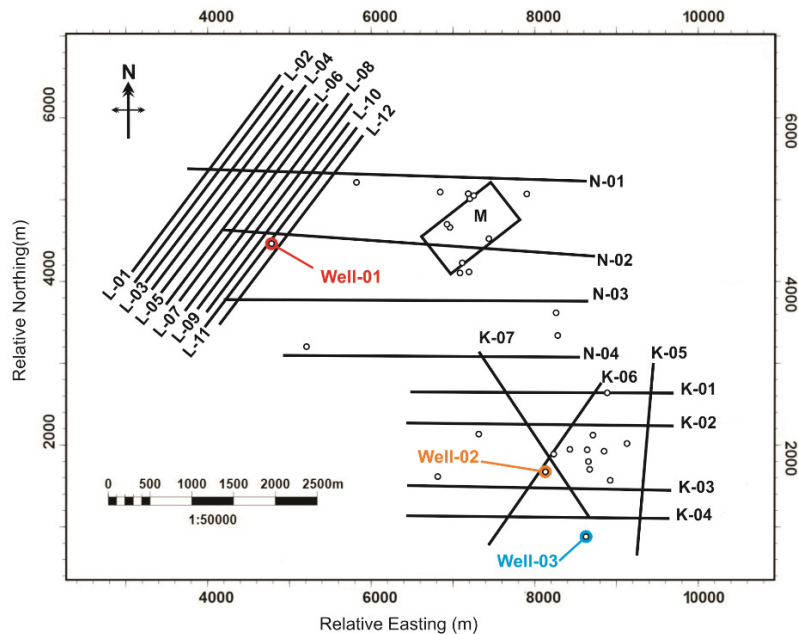 4000 6000 8000 10000
N
L-02
L-04
L-06
L-08
L-10
L-12
6000
6000
N-01
M
N-02
Well-01
4000
4000
L-01
L-03
L-05
L-07
L-09
L-11
N-03
K-07
N-04
K-05
K-06
K-01
K-02
2000
2000
Well-02
0 500 1000 1500 2000 2500m
1:50000
K-03
K-04
Well-03
4000 6000 8000 10000
Relative Easting (m)
Relative Northing(m)